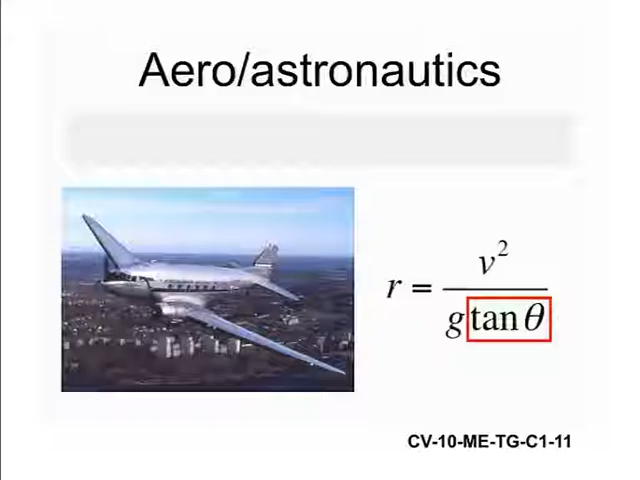 Aero/astronautics
r = v² / g tan θ
CV-10-ME-TG-C1-11